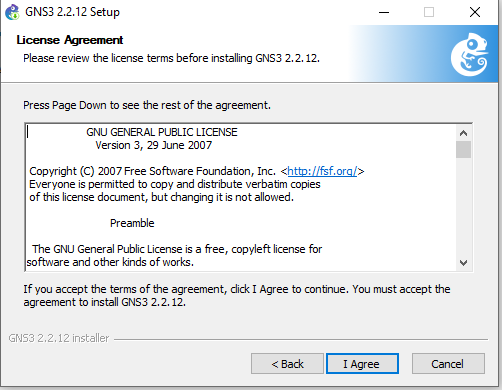 GNS3 2.2.12 Setup
License Agreement
Please review the license terms before installing GNS3 2.2.12.
Press Page Down to see the rest of the agreement.
GNU GENERAL PUBLIC LICENSE
Version 3, 29 June 2007
Copyright (C) 2007 Free Software Foundation, Inc. <http://fsf.org/>
Everyone is permitted to copy and distribute verbatim copies
of this license document, but changing it is not allowed.
Preamble
The GNU General Public License is a free, copyleft license for
software and other kinds of works.
If you accept the terms of the agreement, click I Agree to continue. You must accept the
agreement to install GNS3 2.2.12.
GNS3 2.2.12 installer
< Back
I Agree
Cancel